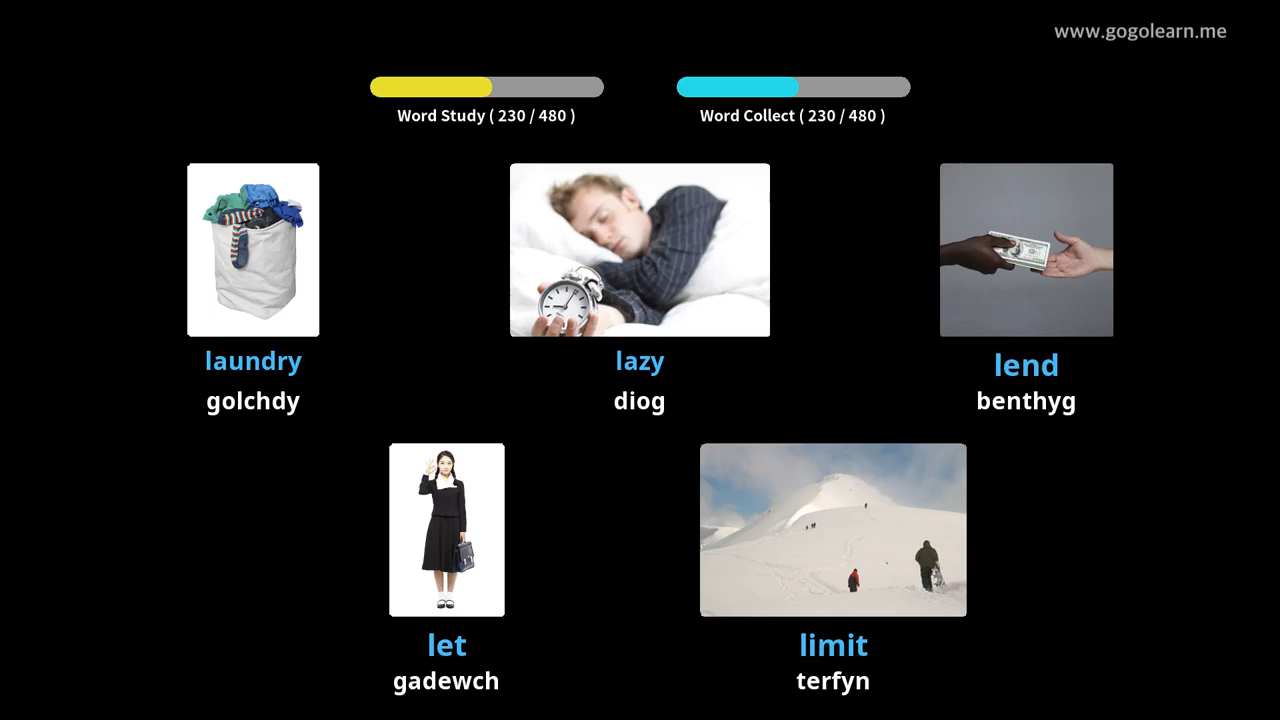 www.gogolearn.me
Word Study ( 230 / 480 )
Word Collect ( 230 / 480 )
laundry
golchdy
lazy
diog
lend
benthyg
let
gadewch
limit
terfyn